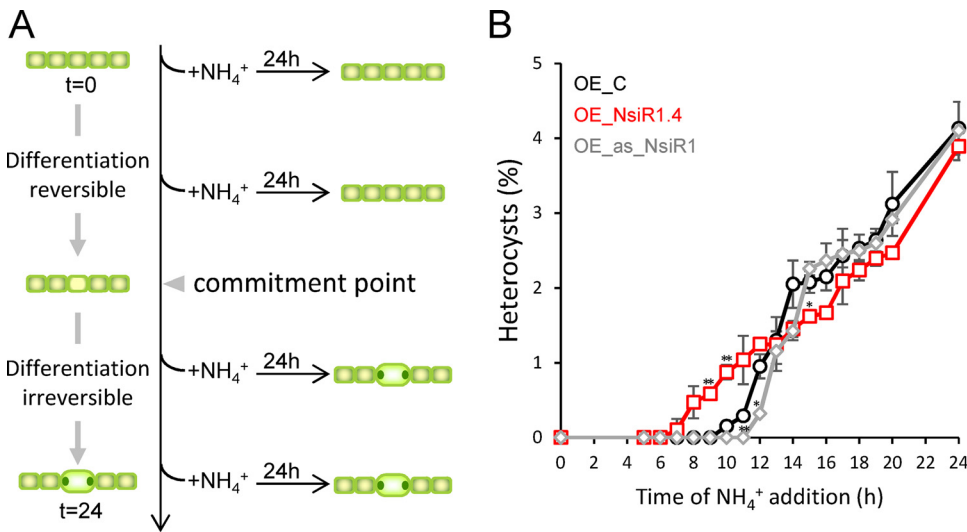 A
t=0
+NH₄⁺
24h
Differentiation
reversible
+NH₄⁺
24h
commitment point
Differentiation
irreversible
+NH₄⁺
24h
+NH₄⁺
24h
t=24
B
Heterocysts (%)
5
4
3
2
1
0
OE_C
OE_NsiR1.4
OE_as_NsiR1
**
**
**
*
*
0 2 4 6 8 10 12 14 16 18 20 22 24
Time of NH₄⁺ addition (h)